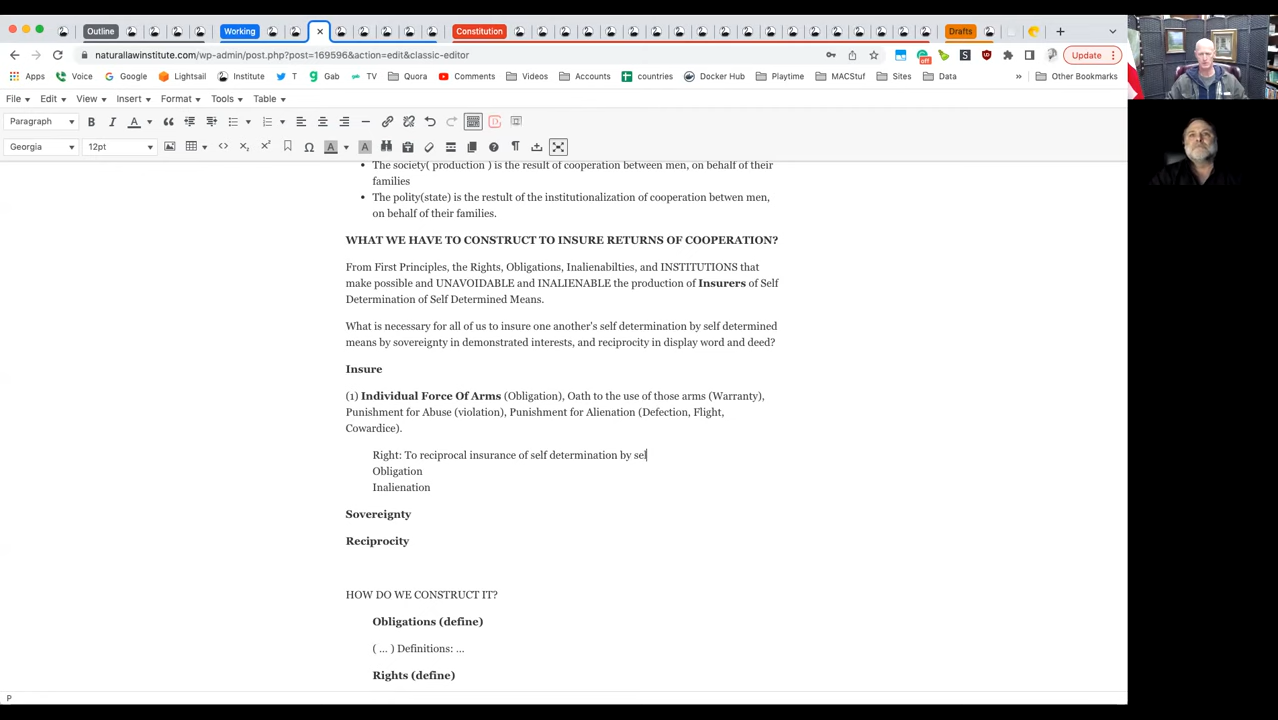 Outline
Working
Constitution
Drafts
naturallawinstitute.com/wp-admin/post.php?post=169596&action=edit&classic-editor
Update
Apps Voice Google Lightsail Institute T Gab TV Quora Comments Videos Accounts countries Docker Hub Playtime MACStuf Sites Data » Other Bookmarks
off
File Edit View Insert Format Tools Table
Paragraph B I A
Georgia 12pt A A
The society( production ) is the result of cooperation between men, on behalf of their
families
The polity(state) is the restult of the institutionalization of cooperation betwen men,
on behalf of their families.
WHAT WE HAVE TO CONSTRUCT TO INSURE RETURNS OF COOPERATION?
From First Principles, the Rights, Obligations, Inalienabilties, and INSTITUTIONS that
make possible and UNAVOIDABLE and INALIENABLE the production of Insurers of Self
Determination of Self Determined Means.
What is necessary for all of us to insure one another's self determination by self determined
means by sovereignty in demonstrated interests, and reciprocity in display word and deed?
Insure
(1) Individual Force Of Arms (Obligation), Oath to the use of those arms (Warranty),
Punishment for Abuse (violation), Punishment for Alienation (Defection, Flight,
Cowardice).
Right: To reciprocal insurance of self determination by sel
Obligation
Inalienation
Sovereignty
Reciprocity
HOW DO WE CONSTRUCT IT?
Obligations (define)
( ... ) Definitions: ...
Rights (define)
P